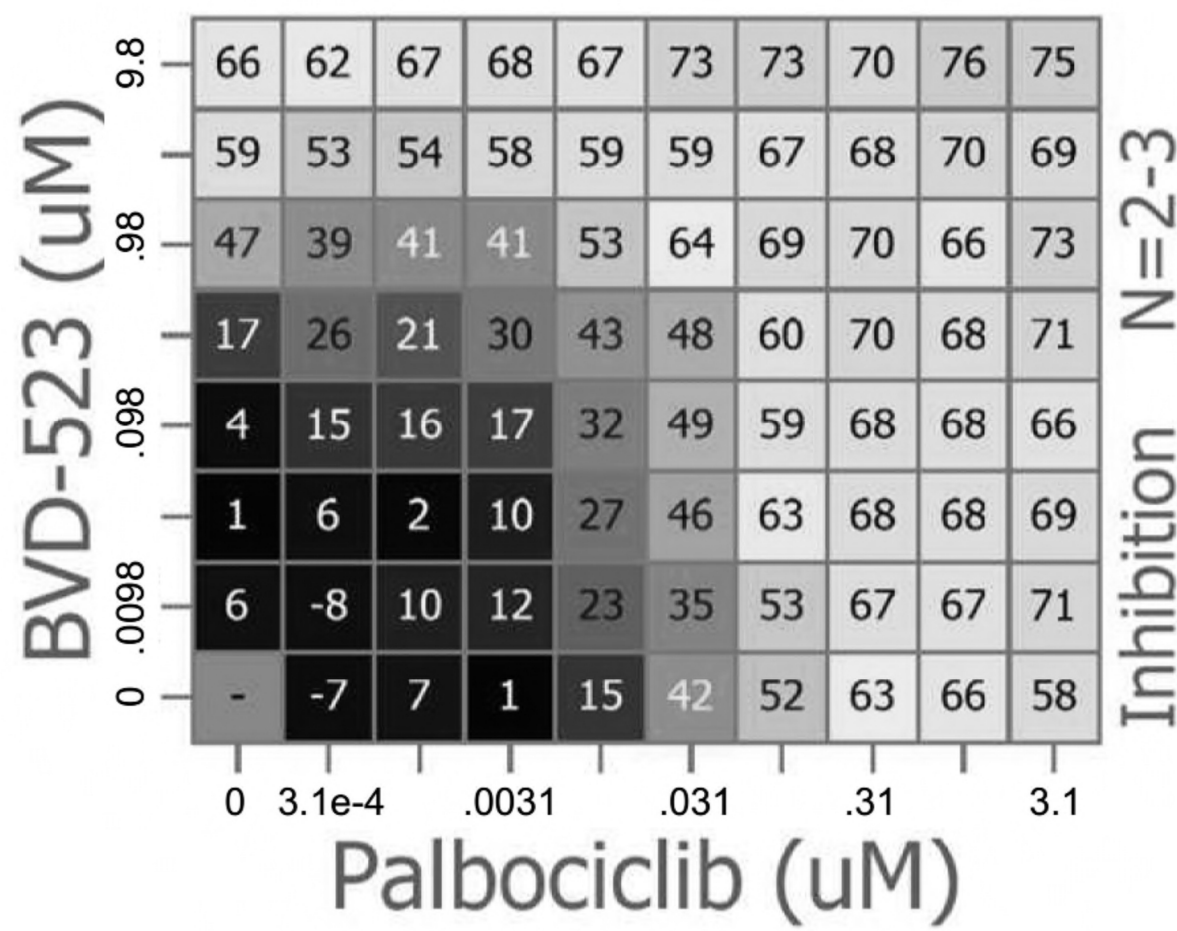 BVD-523 (uM)
9.8 66 62 67 68 67 73 73 70 76 75
59 53 54 58 59 59 67 68 70 69
.98 47 39 41 41 53 64 69 70 66 73
17 26 21 30 43 48 60 70 68 71
.098 4 15 16 17 32 49 59 68 68 66
1 6 2 10 27 46 63 68 68 69
.0098 6 -8 10 12 23 35 53 67 67 71
0 - -7 7 1 15 42 52 63 66 58
0 3.1e-4 .0031 .031 .31 3.1
Palbociclib (uM)
Inhibition N=2-3